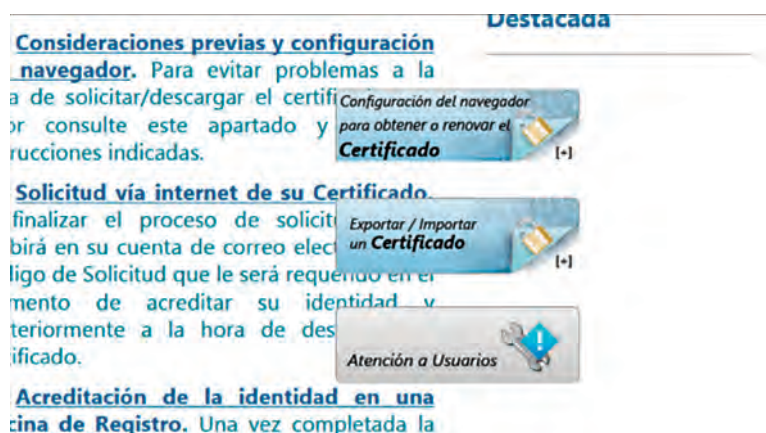 Destacada
Consideraciones previas y configuración
navegador. Para evitar problemas a la
a de solicitar/descargar el certifi
or consulte este apartado y
rucciones indicadas.
Solicitud vía internet de su Certificado.
finalizar el proceso de solicit
birá en su cuenta de correo elect
ligo de Solicitud que le será requerido en el
mento de acreditar su identidad y
teriormente a la hora de des
ificado.
Acreditación de la identidad en una
cina de Registro. Una vez completada la
Configuración del navegador
para obtener o renovar el
Certificado
[+]
Exportar / Importar
un Certificado
[+]
Atención a Usuarios